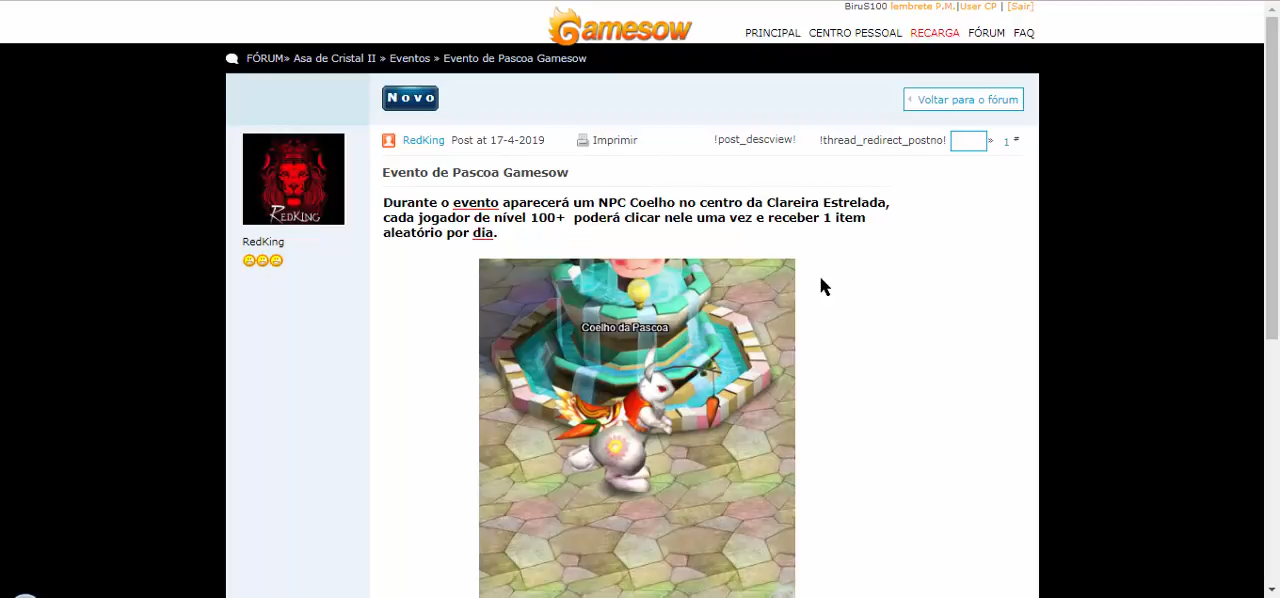 BiruS100 lembrete P.M.|User CP | [Sair]
Gamesow
PRINCIPAL CENTRO PESSOAL RECARGA FÓRUM FAQ
FÓRUM» Asa de Cristal II » Eventos » Evento de Pascoa Gamesow
Novo
Voltar para o fórum
RedKing Post at 17-4-2019 Imprimir !post_descview! !thread_redirect_postno! » 1 #
REDKING
RedKing
Evento de Pascoa Gamesow
Durante o evento aparecerá um NPC Coelho no centro da Clareira Estrelada,
cada jogador de nível 100+ poderá clicar nele uma vez e receber 1 item
aleatório por dia.
Coelho da Pascoa